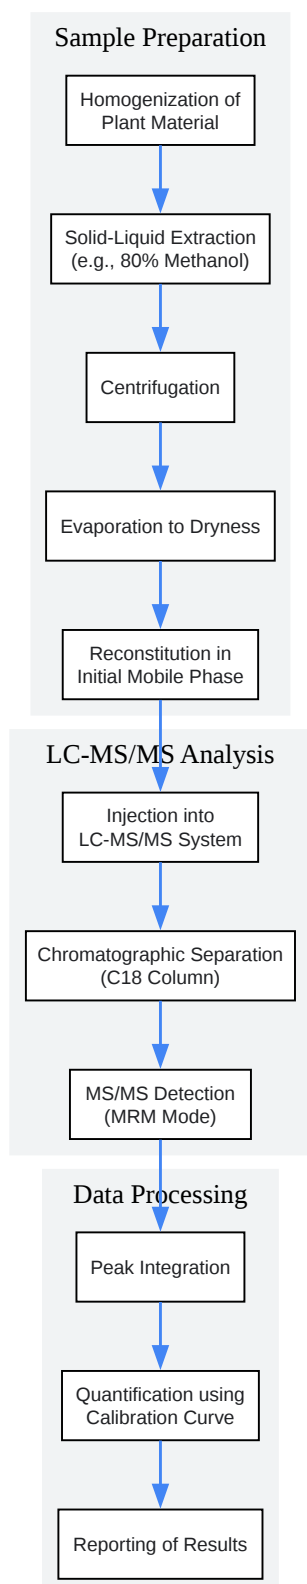 Sample Preparation
Homogenization of
Plant Material
Solid-Liquid Extraction
(e.g., 80% Methanol)
Centrifugation
Evaporation to Dryness
Reconstitution in
Initial Mobile Phase
LC-MS/MS Analysis
Injection into
LC-MS/MS System
Chromatographic Separation
(C18 Column)
MS/MS Detection
(MRM Mode)
Data Processing
Peak Integration
Quantification using
Calibration Curve
Reporting of Results